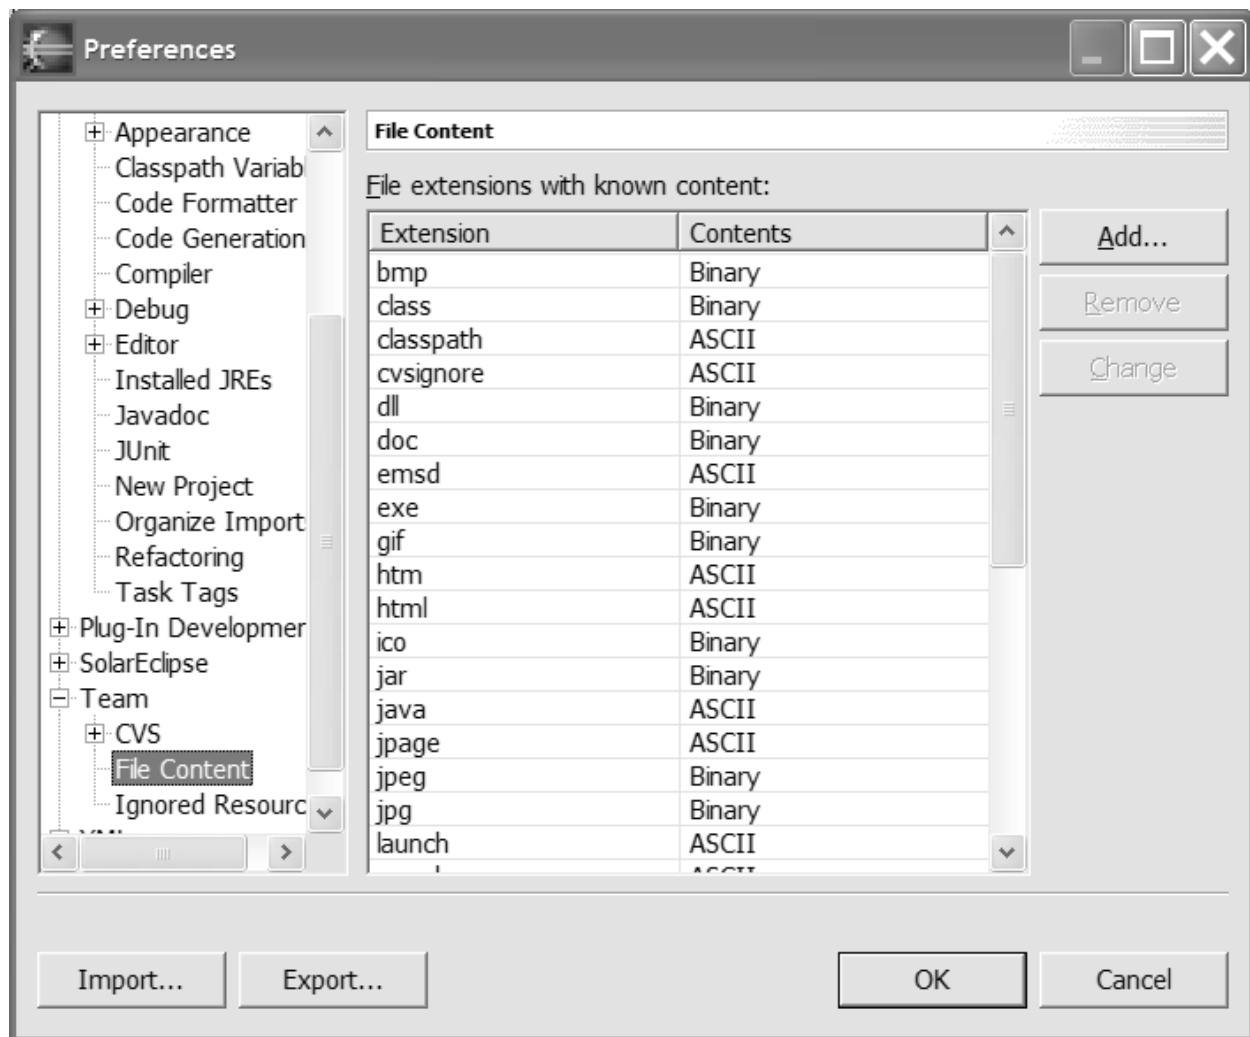 Preferences
Appearance
Classpath Variabl
Code Formatter
Code Generation
Compiler
Debug
Editor
Installed JREs
Javadoc
JUnit
New Project
Organize Import
Refactoring
Task Tags
Plug-In Developmer
SolarEclipse
Team
CVS
File Content
Ignored Resourc
File Content
File extensions with known content:
Extension Contents
bmp Binary
class Binary
classpath ASCII
cvsignore ASCII
dll Binary
doc Binary
emsd ASCII
exe Binary
gif Binary
htm ASCII
html ASCII
ico Binary
jar Binary
java ASCII
jpage ASCII
jpeg Binary
jpg Binary
launch ASCII
Add...
Remove
Change
Import... Export... OK Cancel